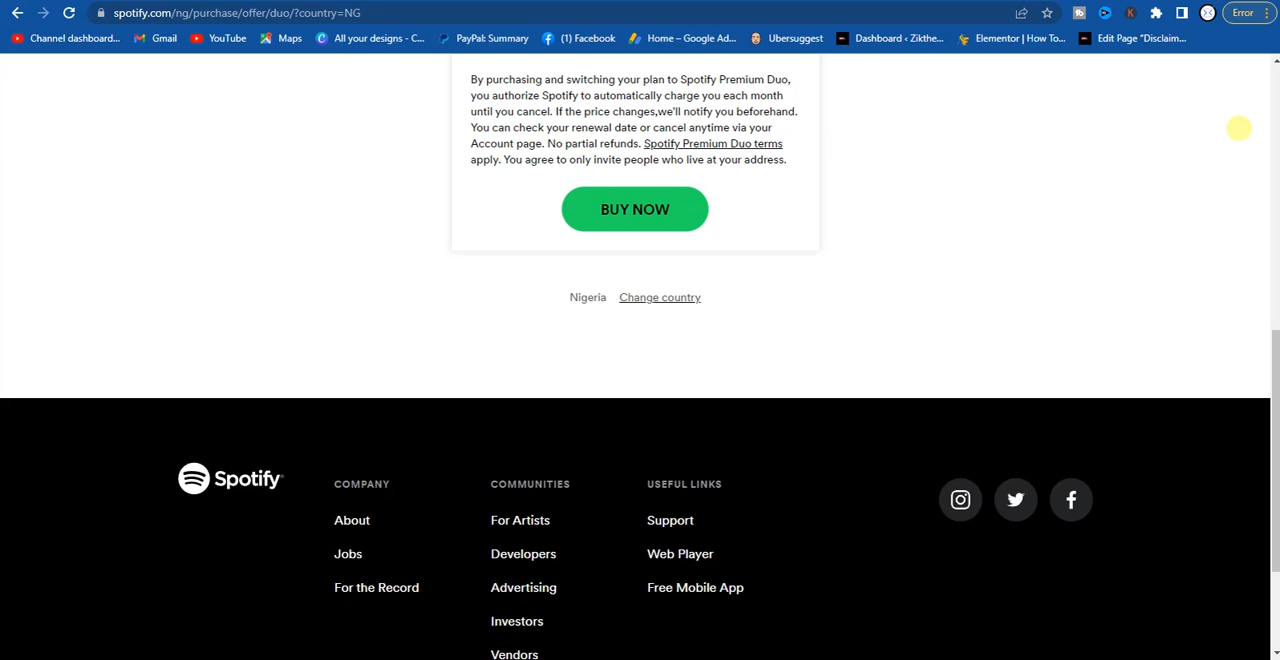 spotify.com/ng/purchase/offer/duo/?country=NG
Error
Channel dashboard... Gmail YouTube Maps All your designs - C... PayPal: Summary (1) Facebook Home – Google Ad... Ubersuggest Dashboard ‹ Zikthe... Elementor | How To... Edit Page "Disclaim...
By purchasing and switching your plan to Spotify Premium Duo,
you authorize Spotify to automatically charge you each month
until you cancel. If the price changes,we'll notify you beforehand.
You can check your renewal date or cancel anytime via your
Account page. No partial refunds. Spotify Premium Duo terms
apply. You agree to only invite people who live at your address.
BUY NOW
Nigeria Change country
Spotify
COMPANY
About
Jobs
For the Record
COMMUNITIES
For Artists
Developers
Advertising
Investors
Vendors
USEFUL LINKS
Support
Web Player
Free Mobile App